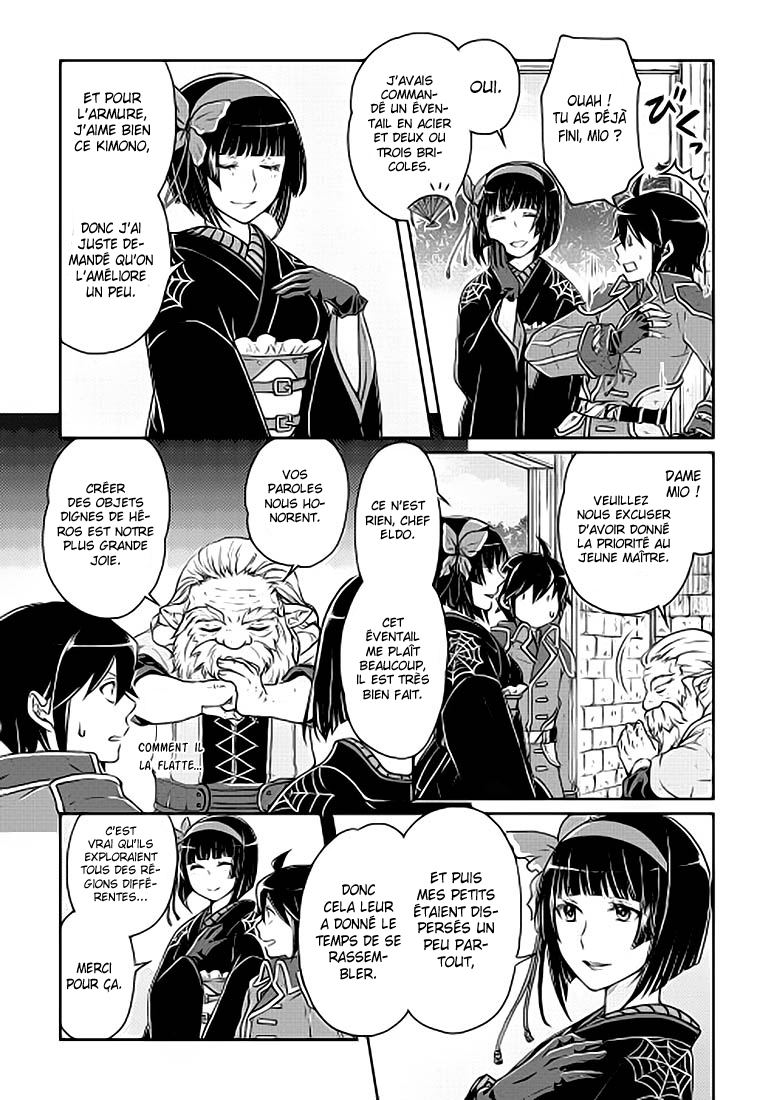 OUAH !
TU AS DÉJÀ
FINI, MIO ?
びくっ
OUI.
J'AVAIS
COMMAN-
DÉ UN ÉVEN-
TAIL EN ACIER
ET DEUX OU
TROIS BRI-
COLES.
ET POUR
L'ARMURE,
J'AIME BIEN
CE KIMONO,
DONC J'AI
JUSTE DE-
MANDÉ QU'ON
L'AMÉLIORE
UN PEU.
DAME
MIO !
VEUILLEZ
NOUS EXCUSER
D'AVOIR DONNÉ
LA PRIORITÉ AU
JEUNE MAÎTRE.
CE N'EST
RIEN, CHEF
ELDO.
CET
ÉVENTAIL
ME PLAÎT
BEAUCOUP,
IL EST TRÈS
BIEN FAIT.
VOS
PAROLES
NOUS HO-
NORENT.
CRÉER
DES OBJETS
DIGNES DE HÉ-
ROS EST NOTRE
PLUS GRANDE
JOIE.
COMMENT IL
LA FLATTE...
ET PUIS
MES PETITS
ÉTAIENT DIS-
PERSÉS UN
PEU PAR-
TOUT,
DONC
CELA LEUR
A DONNÉ LE
TEMPS DE SE
RASSEM-
BLER.
C'EST
VRAI QU'ILS
EXPLORAIENT
TOUS DES RÉ-
GIONS DIFFÉ-
RENTES...
MERCI
POUR ÇA.